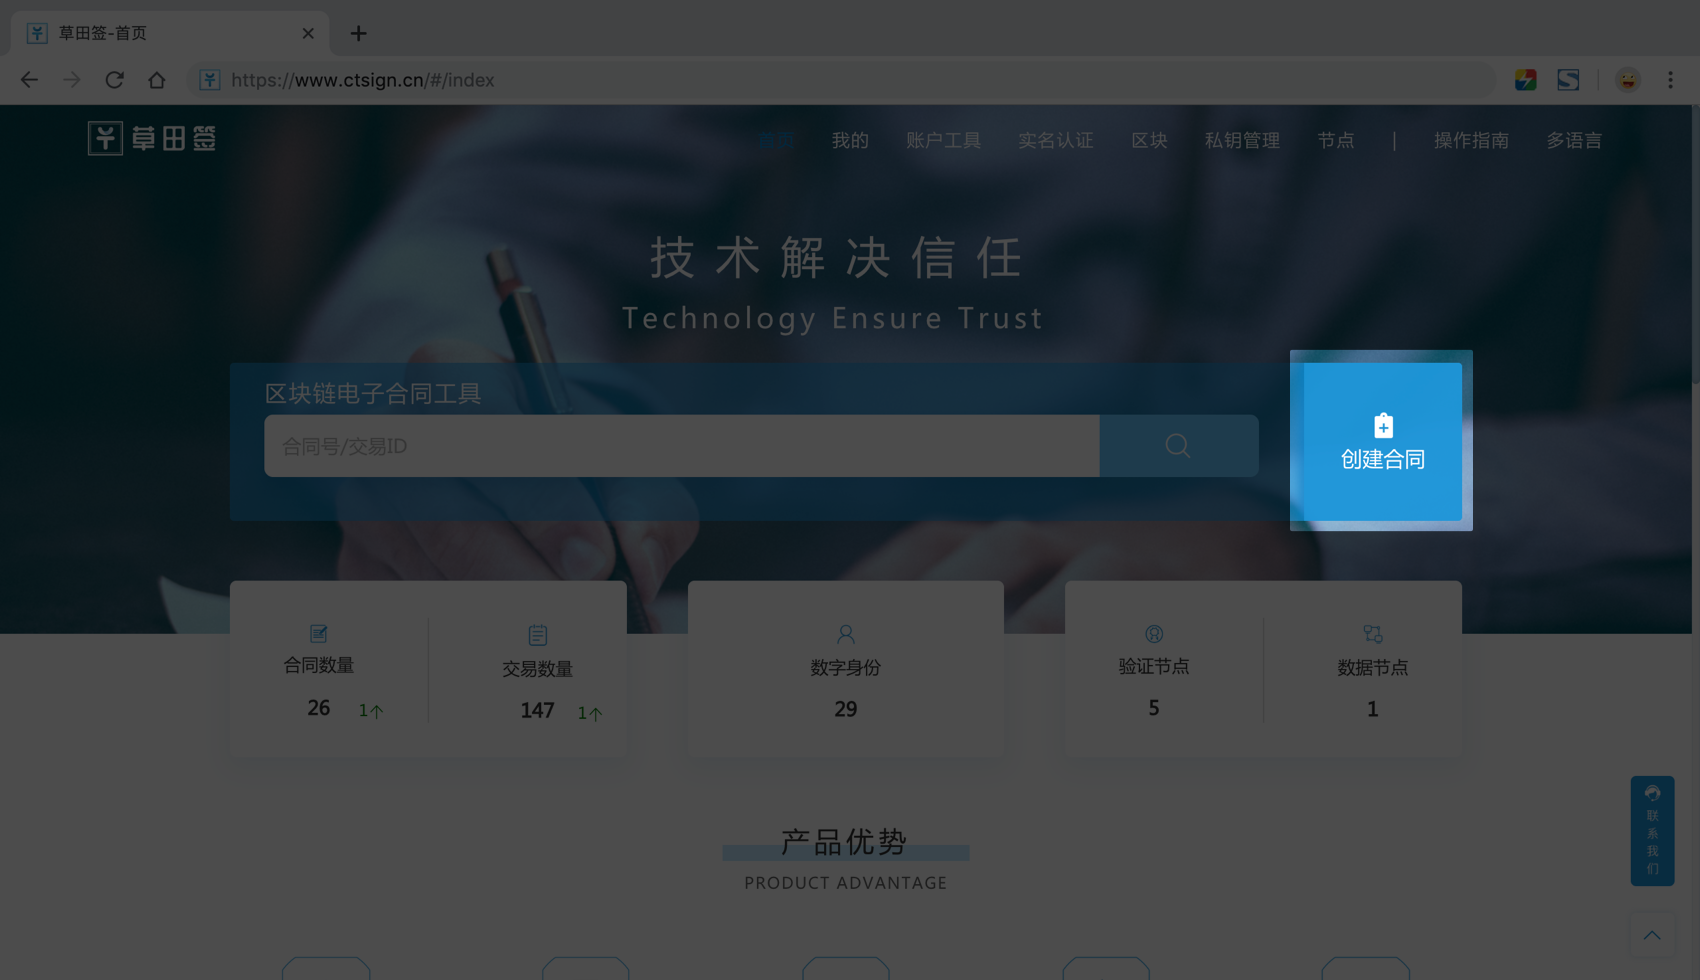 草田签-首页
https://www.ctsign.cn/#/index
草田签
首页 我的 账户工具 实名认证 区块 私钥管理 节点 | 操作指南 多语言
技术解决信任
Technology Ensure Trust
区块链电子合同工具
合同号/交易ID
创建合同
合同数量
26 1个
交易数量
147 1个
数字身份
29
验证节点
5
数据节点
1
产品优势
PRODUCT ADVANTAGE
联
系
我
们